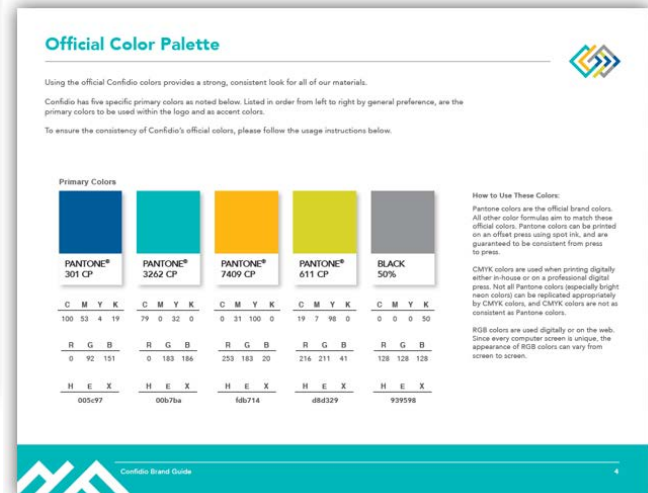 Official Color Palette
Using the official Confidio colors provides a strong, consistent look for all of our materials.
Confidio has five specific primary colors as noted below. Listed in order from left to right by general preference, are the
primary colors to be used within the logo and as accent colors.
To ensure the consistency of Confidio's official colors, please follow the usage instructions below.
Primary Colors
PANTONE®
301 CP
C M Y K
100 53 4 19
R G B
0 92 151
H E X
005c97
PANTONE®
3262 CP
C M Y K
79 0 32 0
R G B
0 183 186
H E X
00b7ba
PANTONE®
7409 CP
C M Y K
0 31 100 0
R G B
253 183 20
H E X
fdb714
PANTONE®
611 CP
C M Y K
19 7 98 0
R G B
216 211 41
H E X
d8d329
BLACK
50%
C M Y K
0 0 0 50
R G B
128 128 128
H E X
939598
How to Use These Colors:
Pantone colors are the official brand colors.
All other color formulas aim to match these
official colors. Pantone colors can be printed
on an offset press using spot ink, and are
guaranteed to be consistent from press
to press.
CMYK colors are used when printing digitally
either in-house or on a professional digital
press. Not all Pantone colors (especially bright
neon colors) can be replicated appropriately
by CMYK colors, and CMYK colors are not as
consistent as Pantone colors.
RGB colors are used digitally or on the web.
Since every computer screen is unique, the
appearance of RGB colors can vary from
screen to screen.
Confidio Brand Guide
4